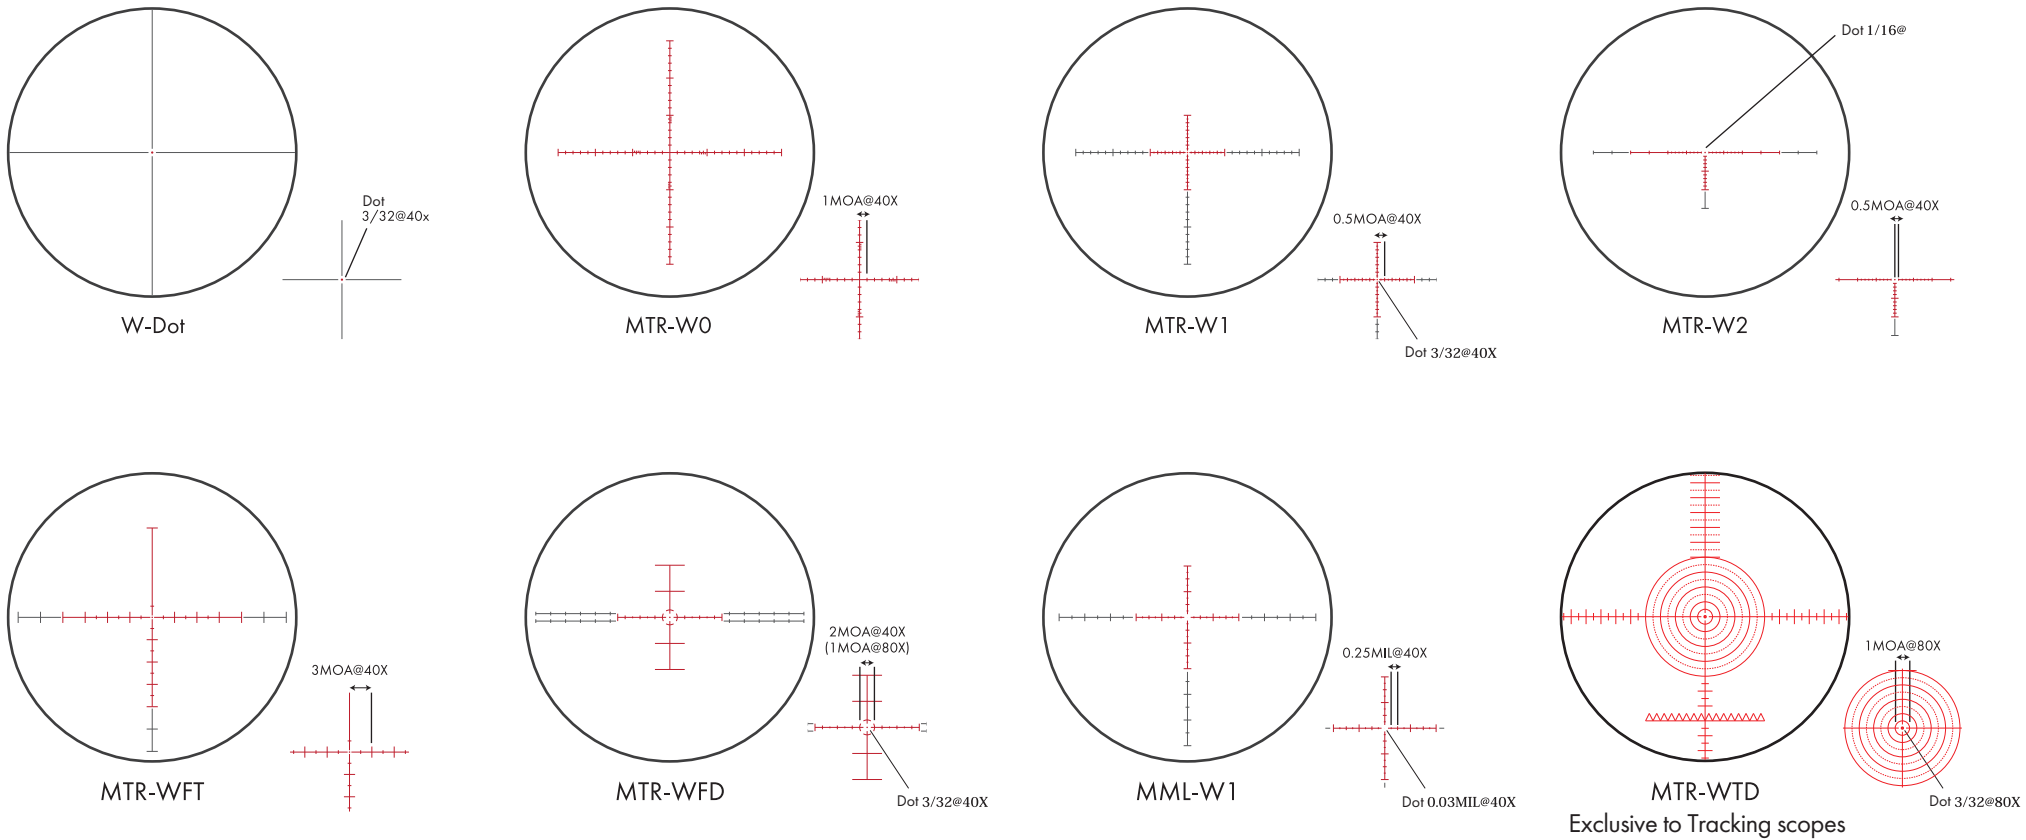 Dot
3/32@40x
W-Dot
1MOA@40X
MTR-W0
0.5MOA@40X
Dot 3/32@40X
MTR-W1
Dot 1/16@
0.5MOA@40X
MTR-W2
3MOA@40X
MTR-WFT
2MOA@40X
(1MOA@80X)
Dot 3/32@40X
MTR-WFD
0.25MIL@40X
Dot 0.03MIL@40X
MML-W1
1MOA@80X
Dot 3/32@80X
MTR-WTD
Exclusive to Tracking scopes